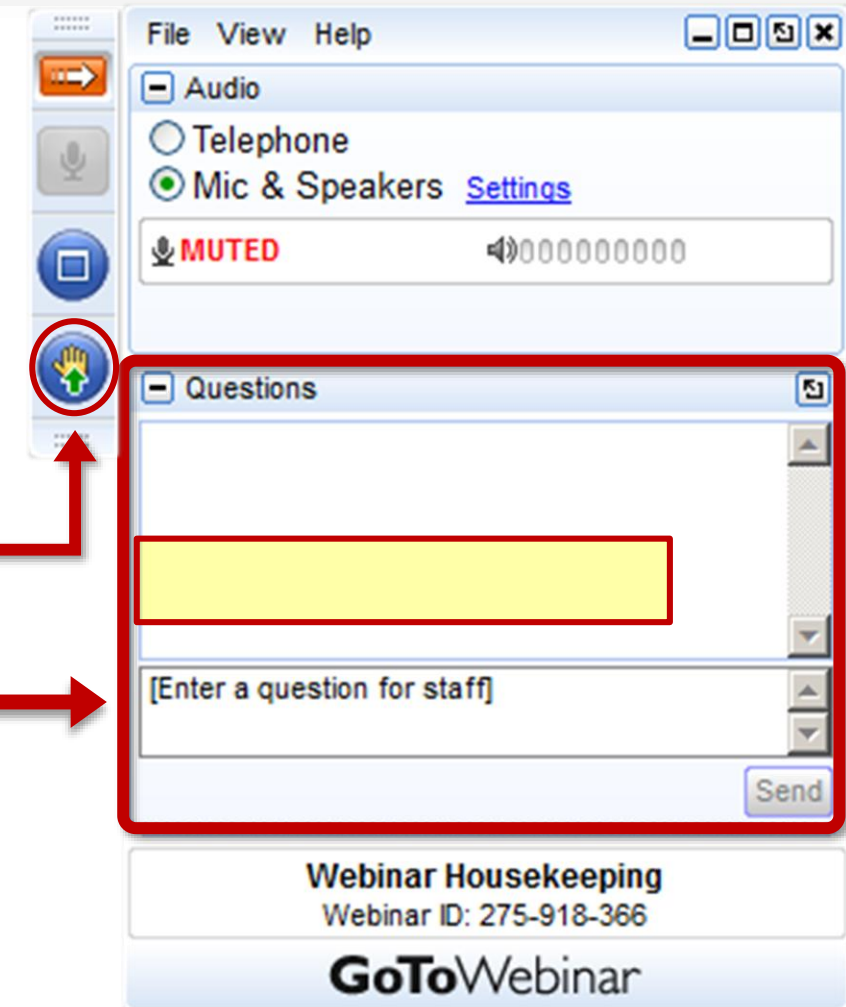 File View Help
Audio
Telephone
Mic & Speakers Settings
MUTED 000000000
Questions
[Enter a question for staff]
Send
Webinar Housekeeping
Webinar ID: 275-918-366
GoToWebinar